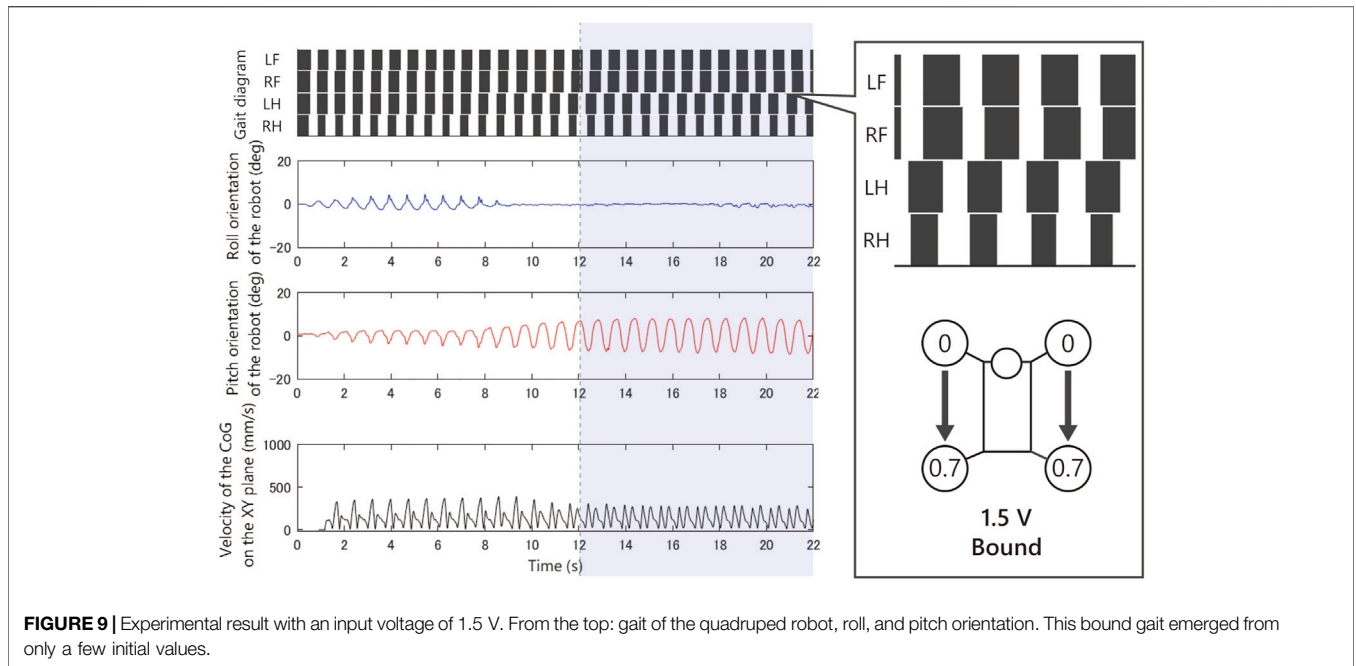 Gait diagram
LF
RF
LH
RH
Roll orientation
of the robot (deg)
20
0
-20
0 2 4 6 8 10 12 14 16 18 20 22
Pitch orientation
of the robot (deg)
20
0
-20
0 2 4 6 8 10 12 14 16 18 20 22
Velocity of the CoG
on the XY plane (mm/s)
1000
500
0
0 2 4 6 8 10 12 14 16 18 20 22
Time (s)
LF
RF
LH
RH
0 0
0.7 0.7
1.5 V
Bound
FIGURE 9 | Experimental result with an input voltage of 1.5 V. From the top: gait of the quadruped robot, roll, and pitch orientation. This bound gait emerged from
only a few initial values.